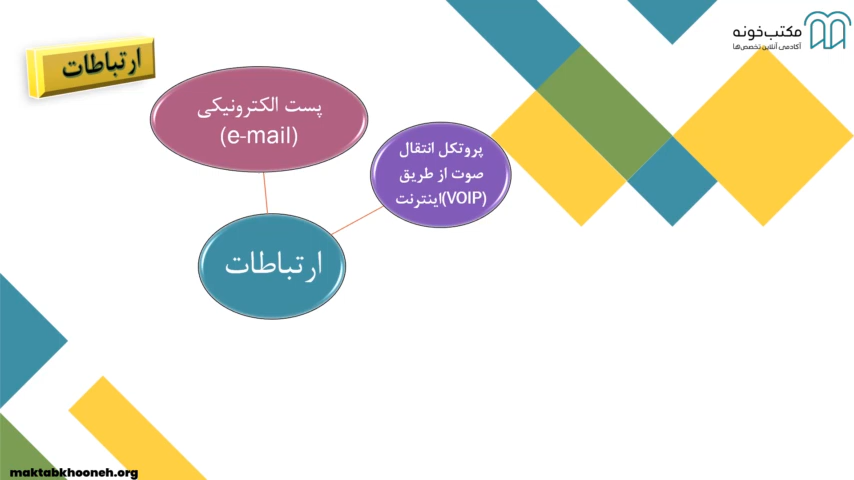 مکتب‌خونه
آکادمی آنلاین تخصص‌ها
ارتباطات
پست الکترونیکی
(e-mail)
پروتکل انتقال
صوت از طریق
اینترنت(VOIP)
ارتباطات
maktabkhooneh.org